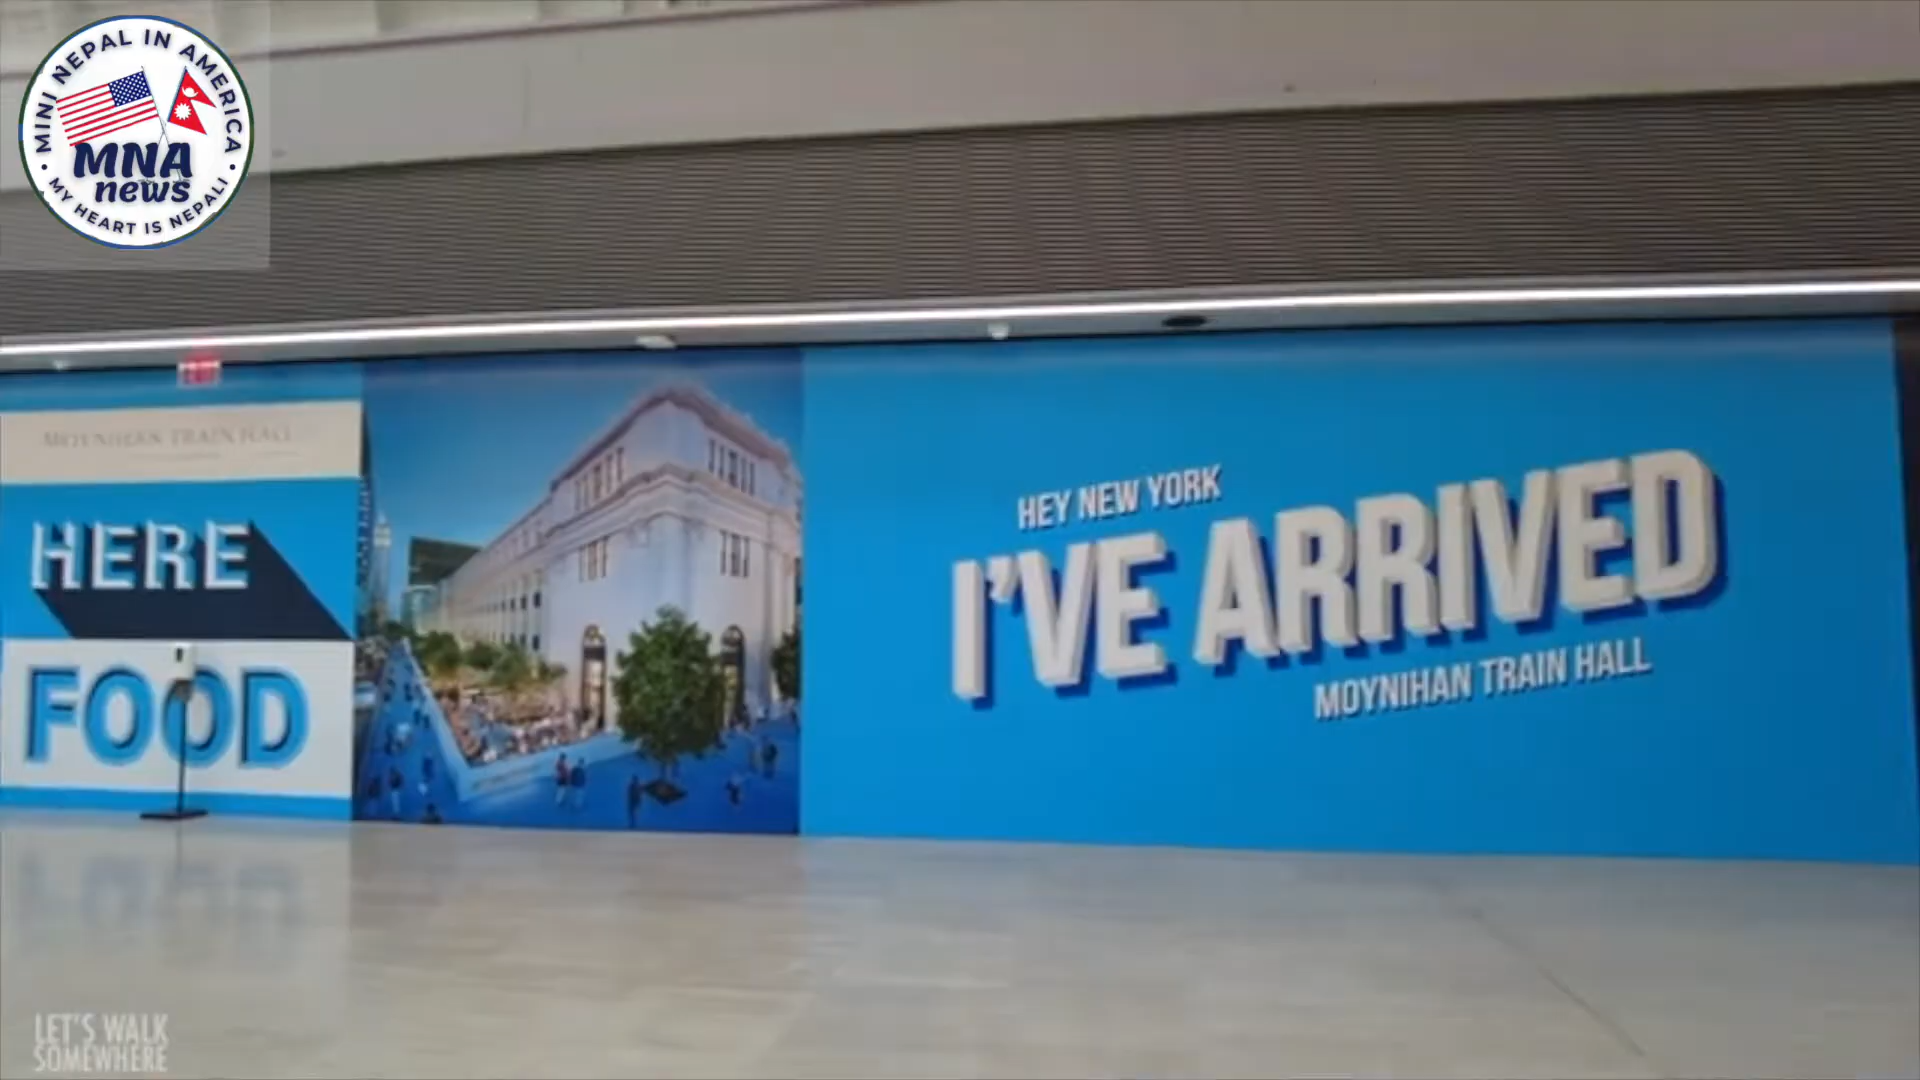 MINI NEPAL IN AMERICA
MNA
news
MY HEART IS NEPALI
EXIT
MOYNIHAN TRAIN HALL
HERE
FOOD
HEY NEW YORK
I'VE ARRIVED
MOYNIHAN TRAIN HALL
LET'S WALK
SOMEWHERE